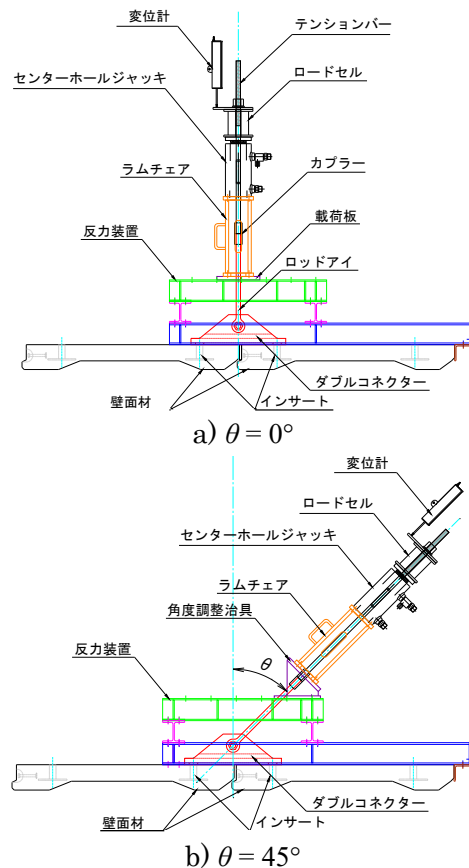 変位計
テンションバー
センターホールジャッキ
ロードセル
ラムチェア
カプラー
載荷板
反力装置
ロッドアイ
ダブルコネクター
インサート
壁面材
a) θ = 0°
変位計
ロードセル
センターホールジャッキ
ラムチェア
角度調整治具
反力装置
θ
ダブルコネクター
壁面材
インサート
b) θ = 45°